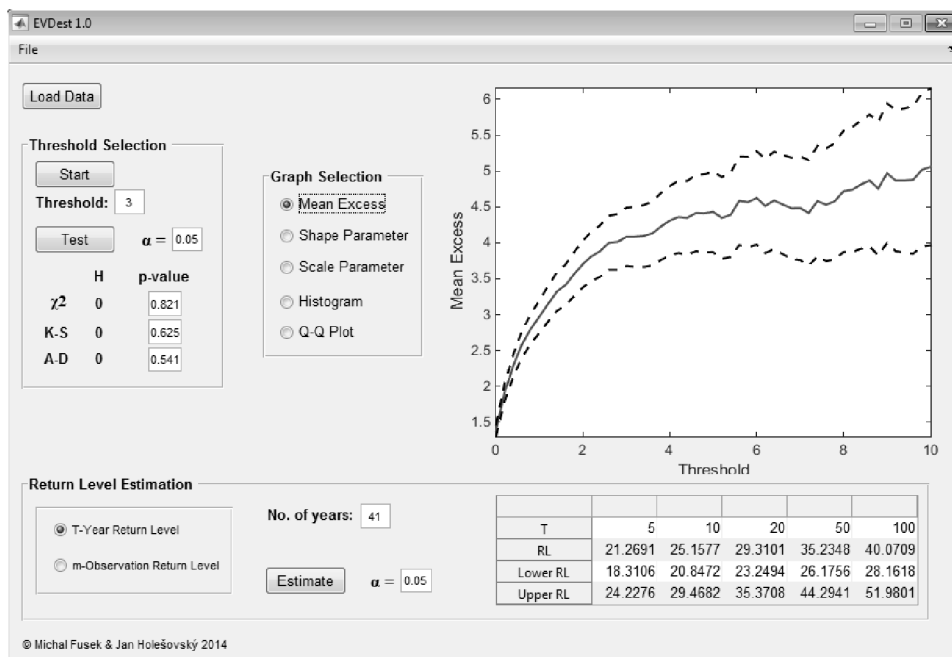 EVDest 1.0
File
Load Data
Threshold Selection
Start
Threshold: 3
Test α = 0.05
H p-value
χ2 0 0.821
K-S 0 0.625
A-D 0 0.541
Graph Selection
Mean Excess
Shape Parameter
Scale Parameter
Histogram
Q-Q Plot
6
5.5
5
4.5
4
3.5
3
2.5
2
1.5
Mean Excess
0 2 4 6 8 10
Threshold
Return Level Estimation
T-Year Return Level
m-Observation Return Level
No. of years: 41
Estimate α = 0.05
T 5 10 20 50 100
RL 21.2691 25.1577 29.3101 35.2348 40.0709
Lower RL 18.3106 20.8472 23.2494 26.1756 28.1618
Upper RL 24.2276 29.4682 35.3708 44.2941 51.9801
© Michal Fusek & Jan Holešovský 2014